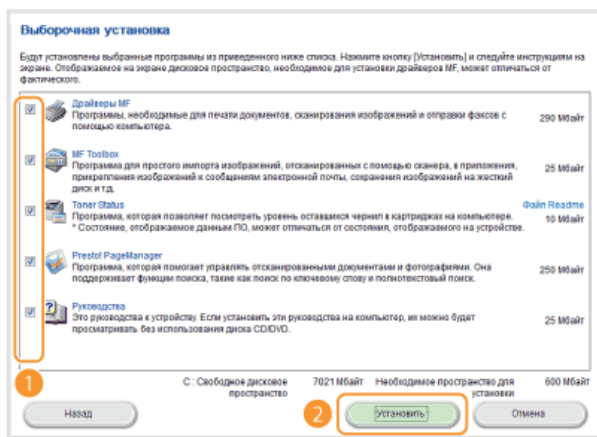 Выборочная установка
Будут установлены выбранные программы из приведенного ниже списка. Нажмите кнопку [Установить] и следуйте инструкциям на
экране. Отображаемое на экране дисковое пространство, необходимое для установки драйверов MF, может отличаться от
фактического.
Драйверы MF
Программы, необходимые для печати документов, сканирования изображений и отправки факсов с
помощью компьютера.
290 Мбайт
MF Toolbox
Программа для простого импорта изображений, отсканированных с помощью сканера, в приложения,
прикрепления изображений к сообщениям электронной почты, сохранения изображений на жесткий
диск и т.д.
25 Мбайт
Toner Status
Файл Readme
Программа, которая позволяет посмотреть уровень оставшихся чернил в картриджах на компьютере.
* Состояние, отображаемое данным ПО, может отличаться от состояния, отображаемого на устройстве.
10 Мбайт
Presto! PageManager
Программа, которая помогает управлять отсканированными документами и фотографиями. Она
поддерживает функции поиска, такие как поиск по ключевому слову и полнотекстовый поиск.
250 Мбайт
Руководства
Это руководства к устройству. Если установить эти руководства на компьютер, их можно будет
просматривать без использования диска CD/DVD.
25 Мбайт
1
C : Свободное дисковое
пространство
7021 Мбайт
Необходимое пространство для
установки
600 Мбайт
Назад
2
Установить
Отмена